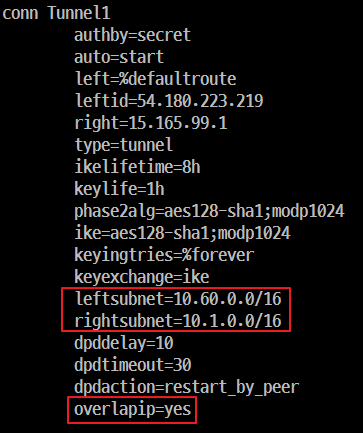 conn Tunnel1
authby=secret
auto=start
left=%defaultroute
leftid=54.180.223.219
right=15.165.99.1
type=tunnel
ikelifetime=8h
keylife=1h
phase2alg=aes128-sha1;modp1024
ike=aes128-sha1;modp1024
keyingtries=%forever
keyexchange=ike
leftsubnet=10.60.0.0/16
rightsubnet=10.1.0.0/16
dpddelay=10
dpdtimeout=30
dpdaction=restart_by_peer
overlapip=yes